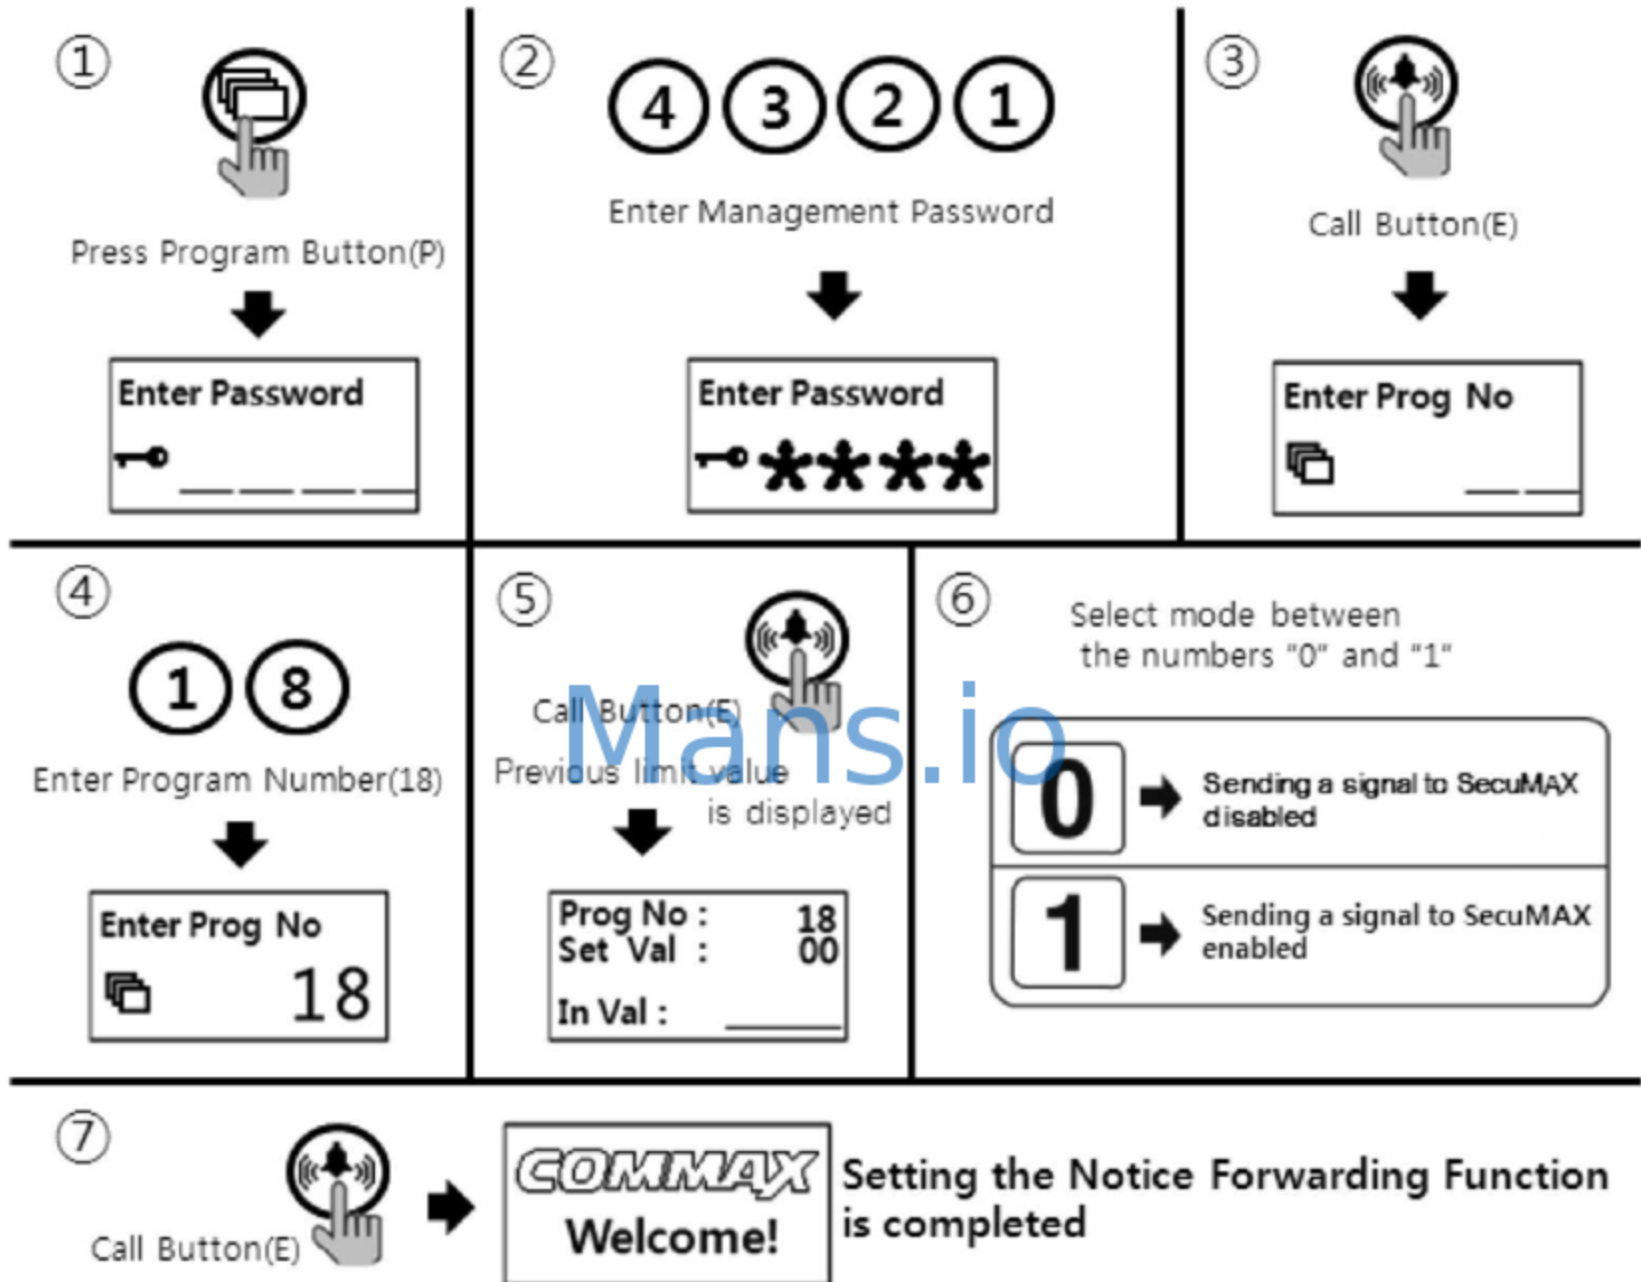 ①
Press Program Button(P)
Enter Password
②
4 3 2 1
Enter Management Password
Enter Password
③
Call Button(E)
Enter Prog No
④
1 8
Enter Program Number(18)
Enter Prog No
18
⑤
Call Button(E)
Previous limit value
is displayed
Prog No : 18
Set Val : 00
In Val :
⑥
Select mode between
the numbers "0" and "1"
0 Sending a signal to SecuMAX
disabled
1 Sending a signal to SecuMAX
enabled
Mans.io
⑦
Call Button(E)
COMMAX
Welcome!
Setting the Notice Forwarding Function
is completed